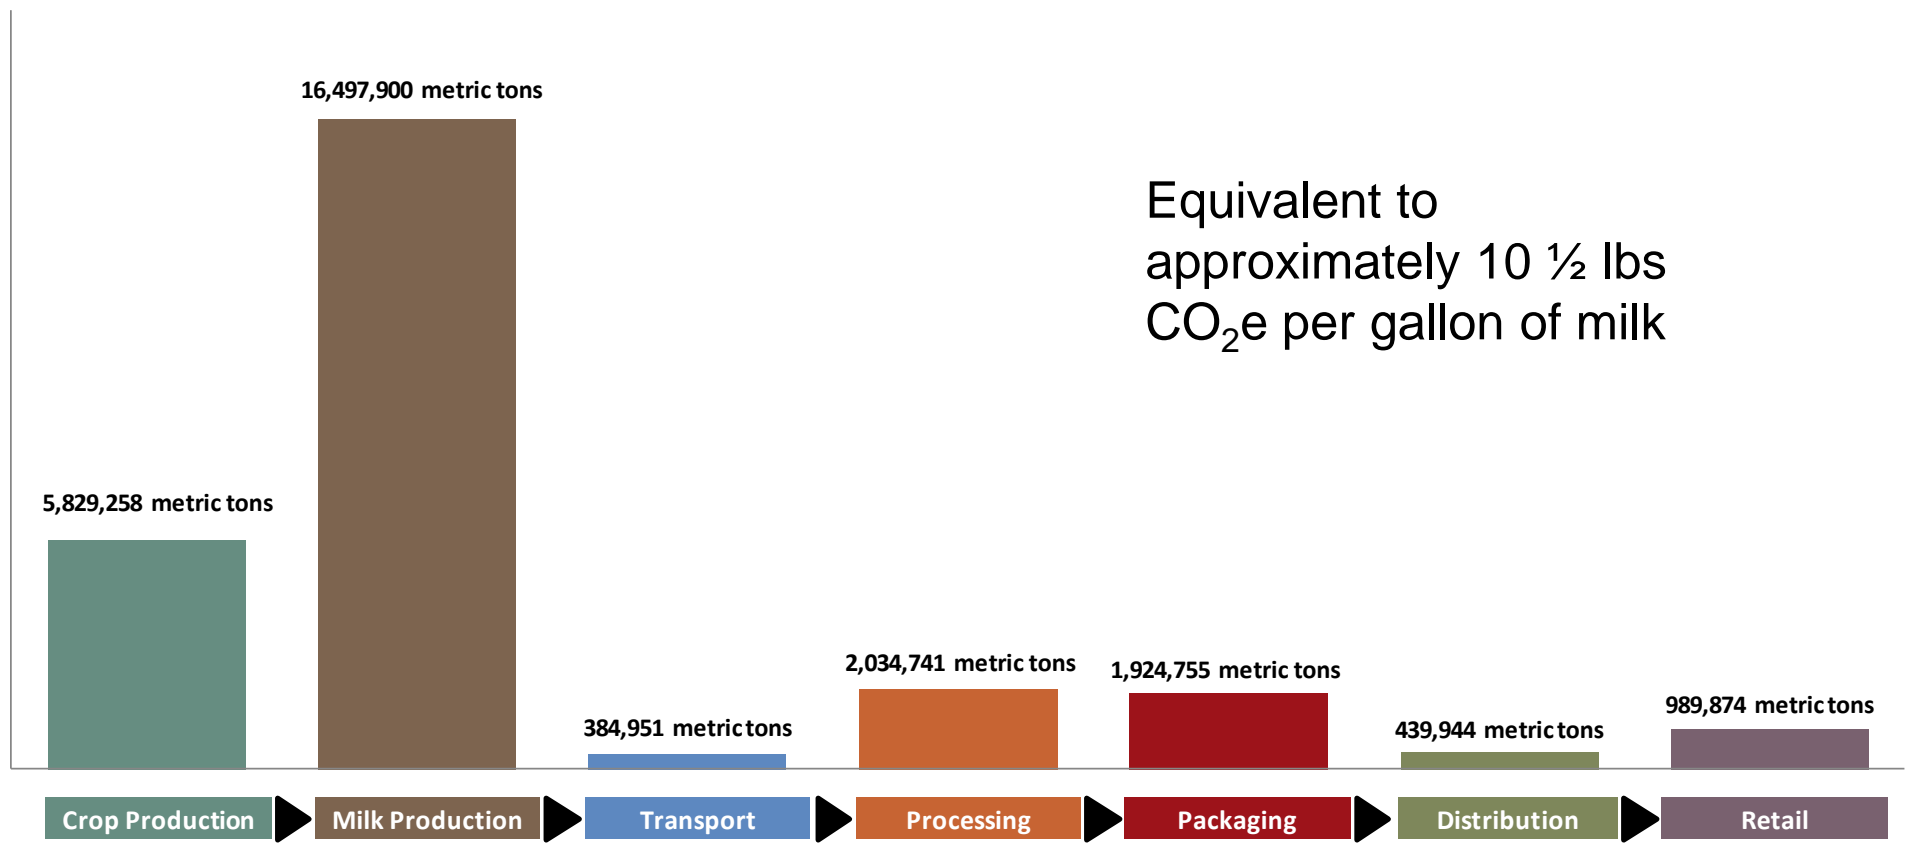 16,497,900 metric tons
Equivalent to
approximately 10 ½ lbs
CO₂e per gallon of milk
5,829,258 metric tons
2,034,741 metric tons
1,924,755 metric tons
384,951 metric tons
439,944 metric tons
989,874 metric tons
Crop Production
Milk Production
Transport
Processing
Packaging
Distribution
Retail